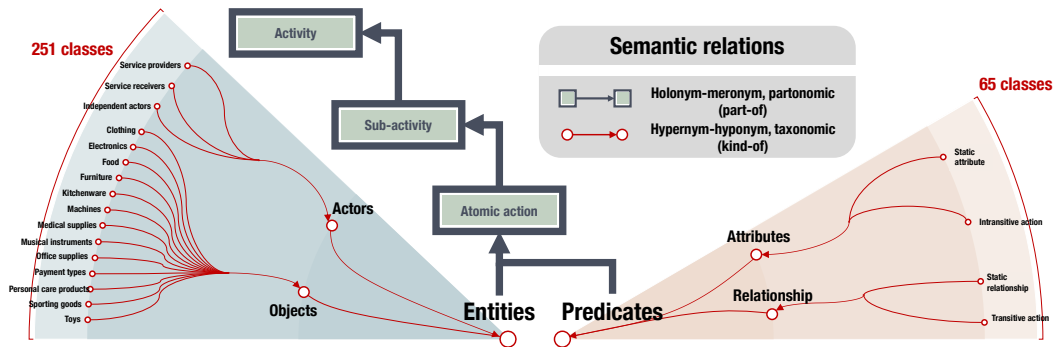 251 classes
Service providers
Service receivers
Independent actors
Clothing
Electronics
Food
Furniture
Kitchenware
Machines
Medical supplies
Musical instruments
Office supplies
Payment types
Personal care products
Sporting goods
Toys
Actors
Objects
Entities
Activity
Sub-activity
Atomic action
Semantic relations
Holonym-meronym, partonomic
(part-of)
Hypernym-hyponym, taxonomic
(kind-of)
65 classes
Static
attribute
Intransitive action
Attributes
Static
relationship
Relationship
Transitive action
Predicates